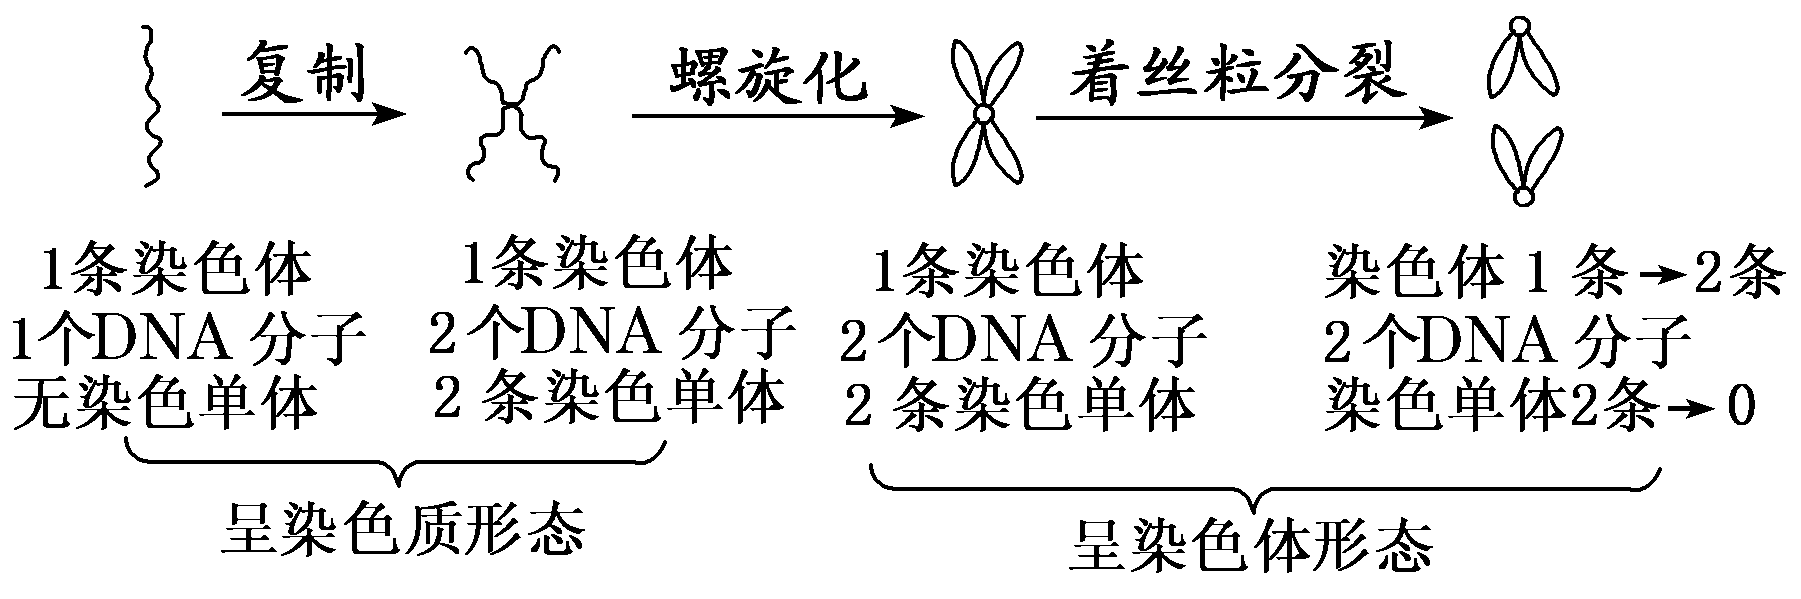 复制
螺旋化
着丝粒分裂
1条染色体
1个DNA 分子
无染色单体
1条染色体
2个DNA 分子
2 条染色单体
1条染色体
2个DNA 分子
2 条染色单体
染色体 1 条→2条
2个DNA 分子
染色单体2条→0
呈染色质形态
呈染色体形态